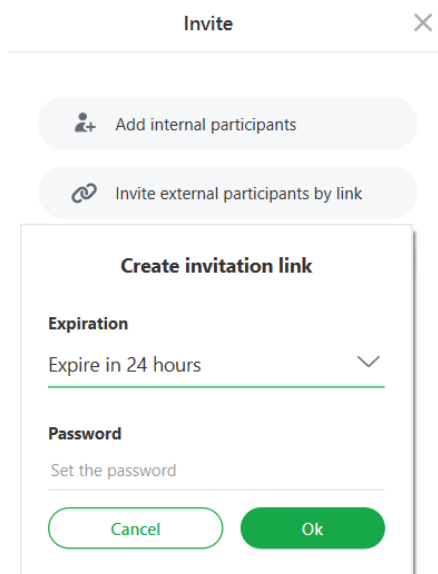 Invite
Add internal participants
Invite external participants by link
Create invitation link
Expiration
Expire in 24 hours
Password
Set the password
Cancel
Ok